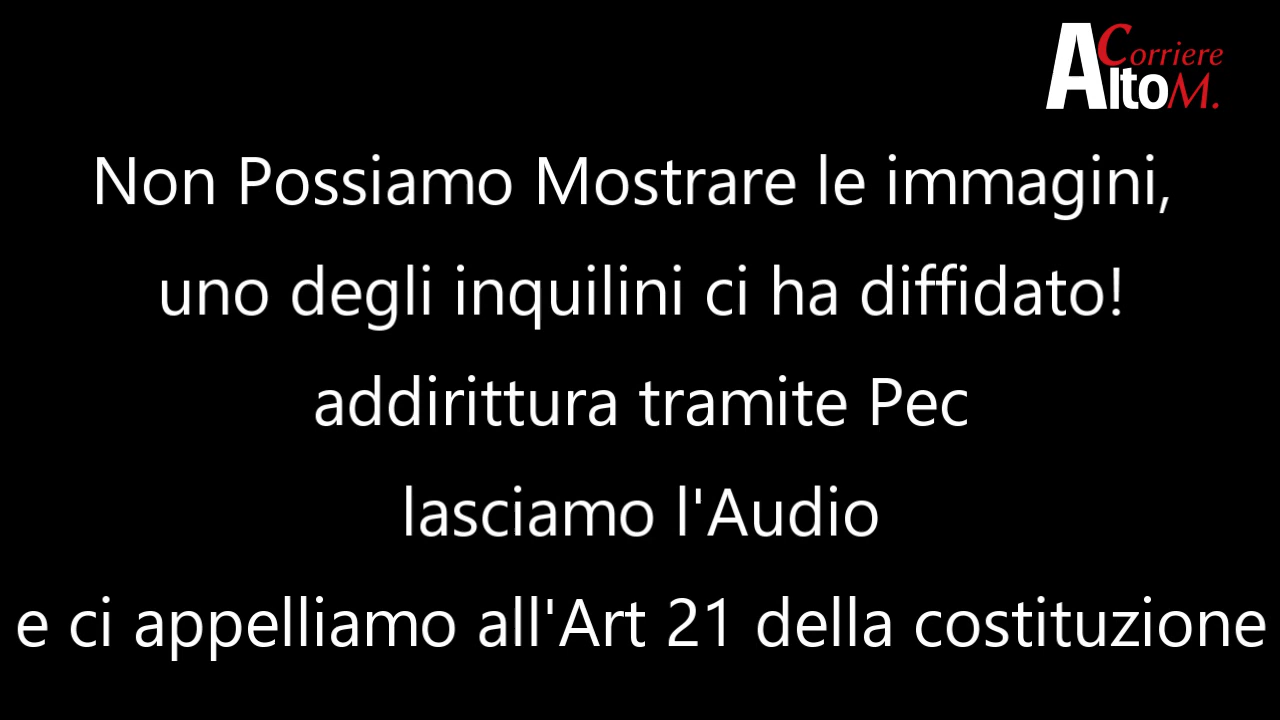 Corriere
AltoM.
Non Possiamo Mostrare le immagini,
uno degli inquilini ci ha diffidato!
addirittura tramite Pec
lasciamo l'Audio
e ci appelliamo all'Art 21 della costituzione